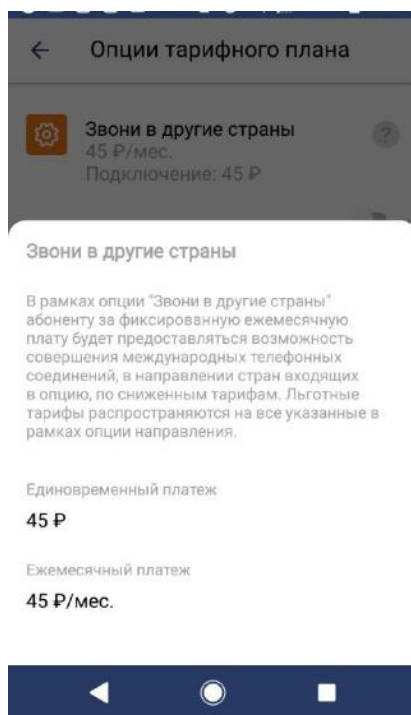 Опции тарифного плана
Звони в другие страны
?
45 ₽/мес.
Подключение: 45 ₽
Звони в другие страны
В рамках опции "Звони в другие страны"
абоненту за фиксированную ежемесячную
плату будет предоставляться возможность
совершения международных телефонных
соединений, в направлении стран входящих
в опцию, по сниженным тарифам. Льготные
тарифы распространяются на все указанные в
рамках опции направления.
Единовременный платеж
45 ₽
Ежемесячный платеж
45 ₽/мес.